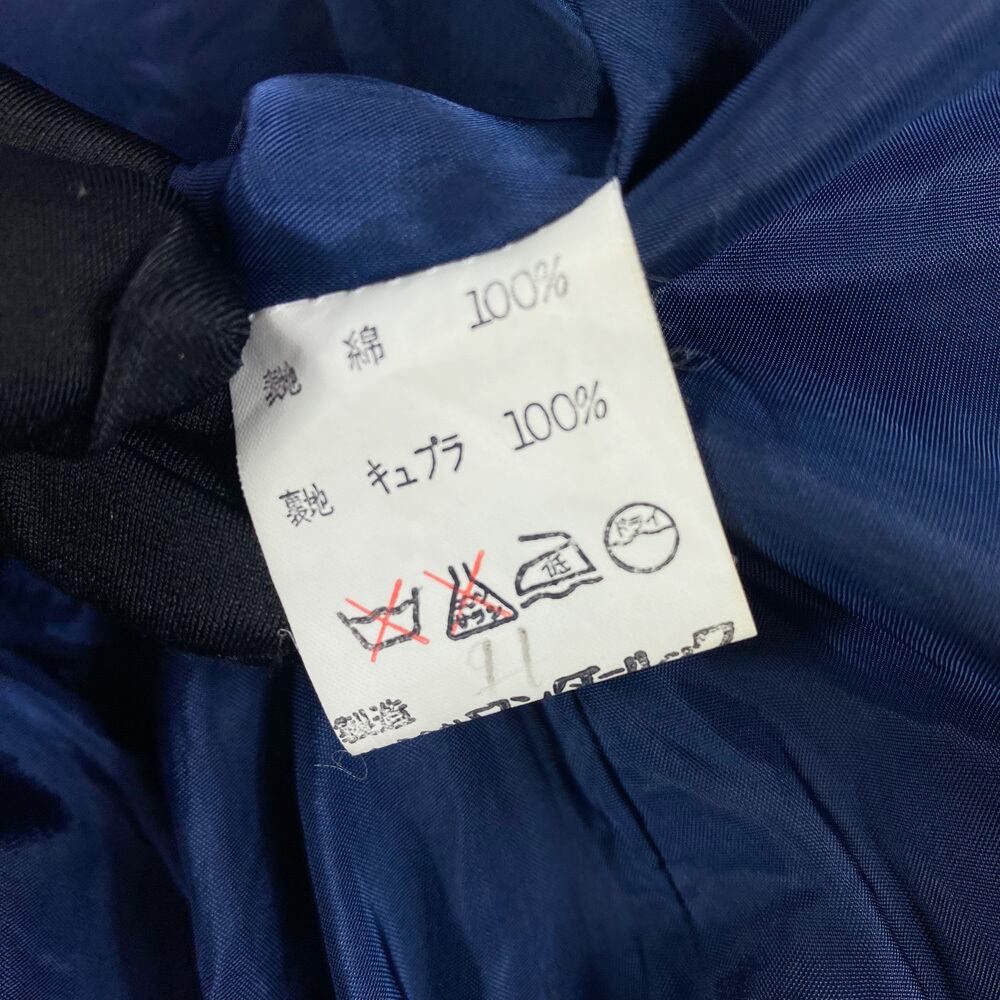 表地 綿 100%
裏地 キュプラ 100%
低 ドライ
製造